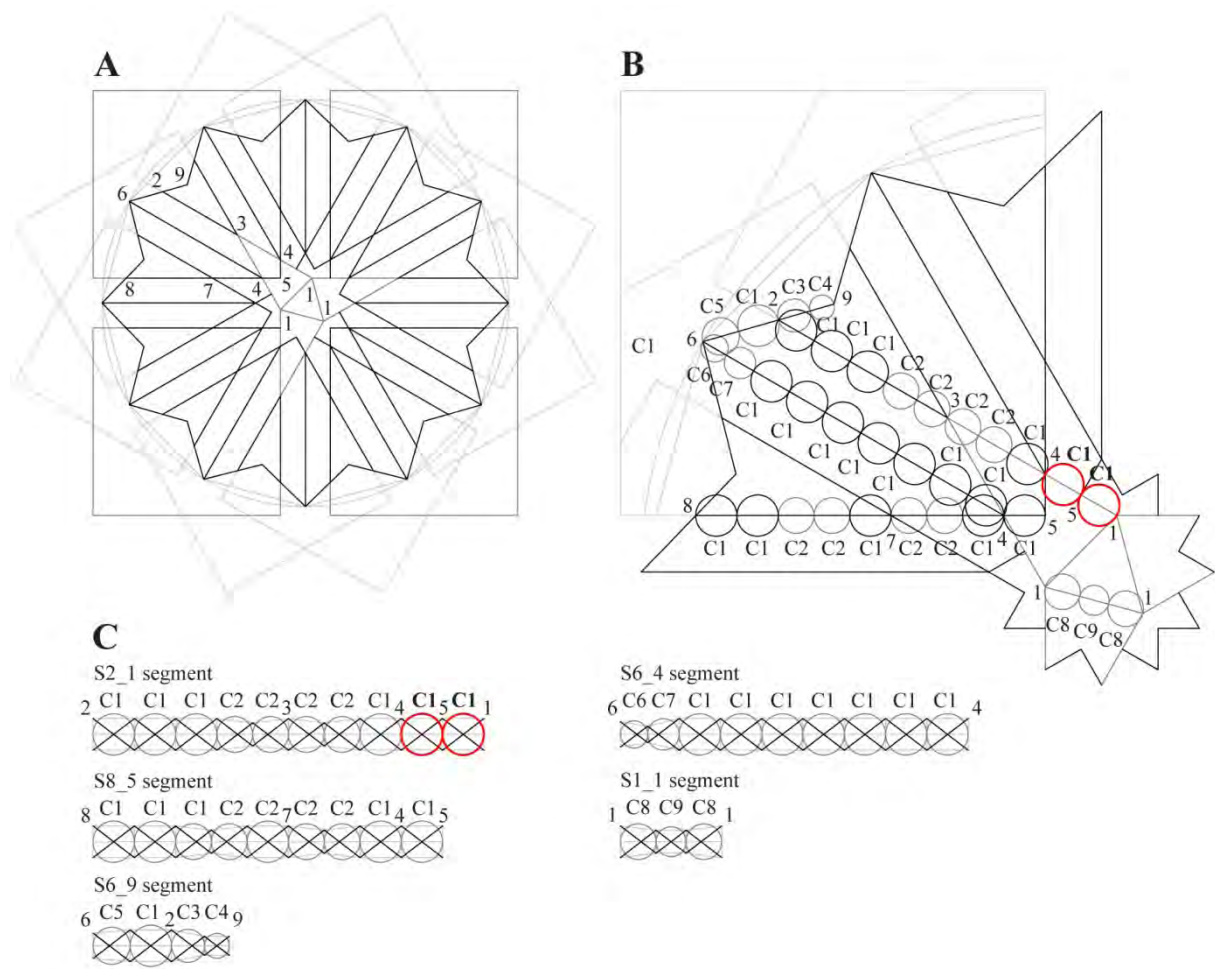 A
6
2
9
3
4
5
1
1
1
4
7
8
B
C1
C5
C1
2
C3
C4
9
6
C1
C1
C6
C7
C2
C2
3
C2
C2
C1
C1
C1
C1
C1
C1
C1
C1
4
C1
C1
5
1
8
C1
C1
C2
C2
C1
7
C2
C2
C1
4
C1
5
1
1
C8
C9
C8
C
S2_1 segment
2 C1 C1 C1 C2 C2 3 C2 C2 C1 4 C1 5 C1 1
S6_4 segment
6 C6 C7 C1 C1 C1 C1 C1 C1 C1 4
S8_5 segment
8 C1 C1 C1 C2 C2 7 C2 C2 C1 4 C1 5
S1_1 segment
1 C8 C9 C8 1
S6_9 segment
6 C5 C1 2 C3 C4 9